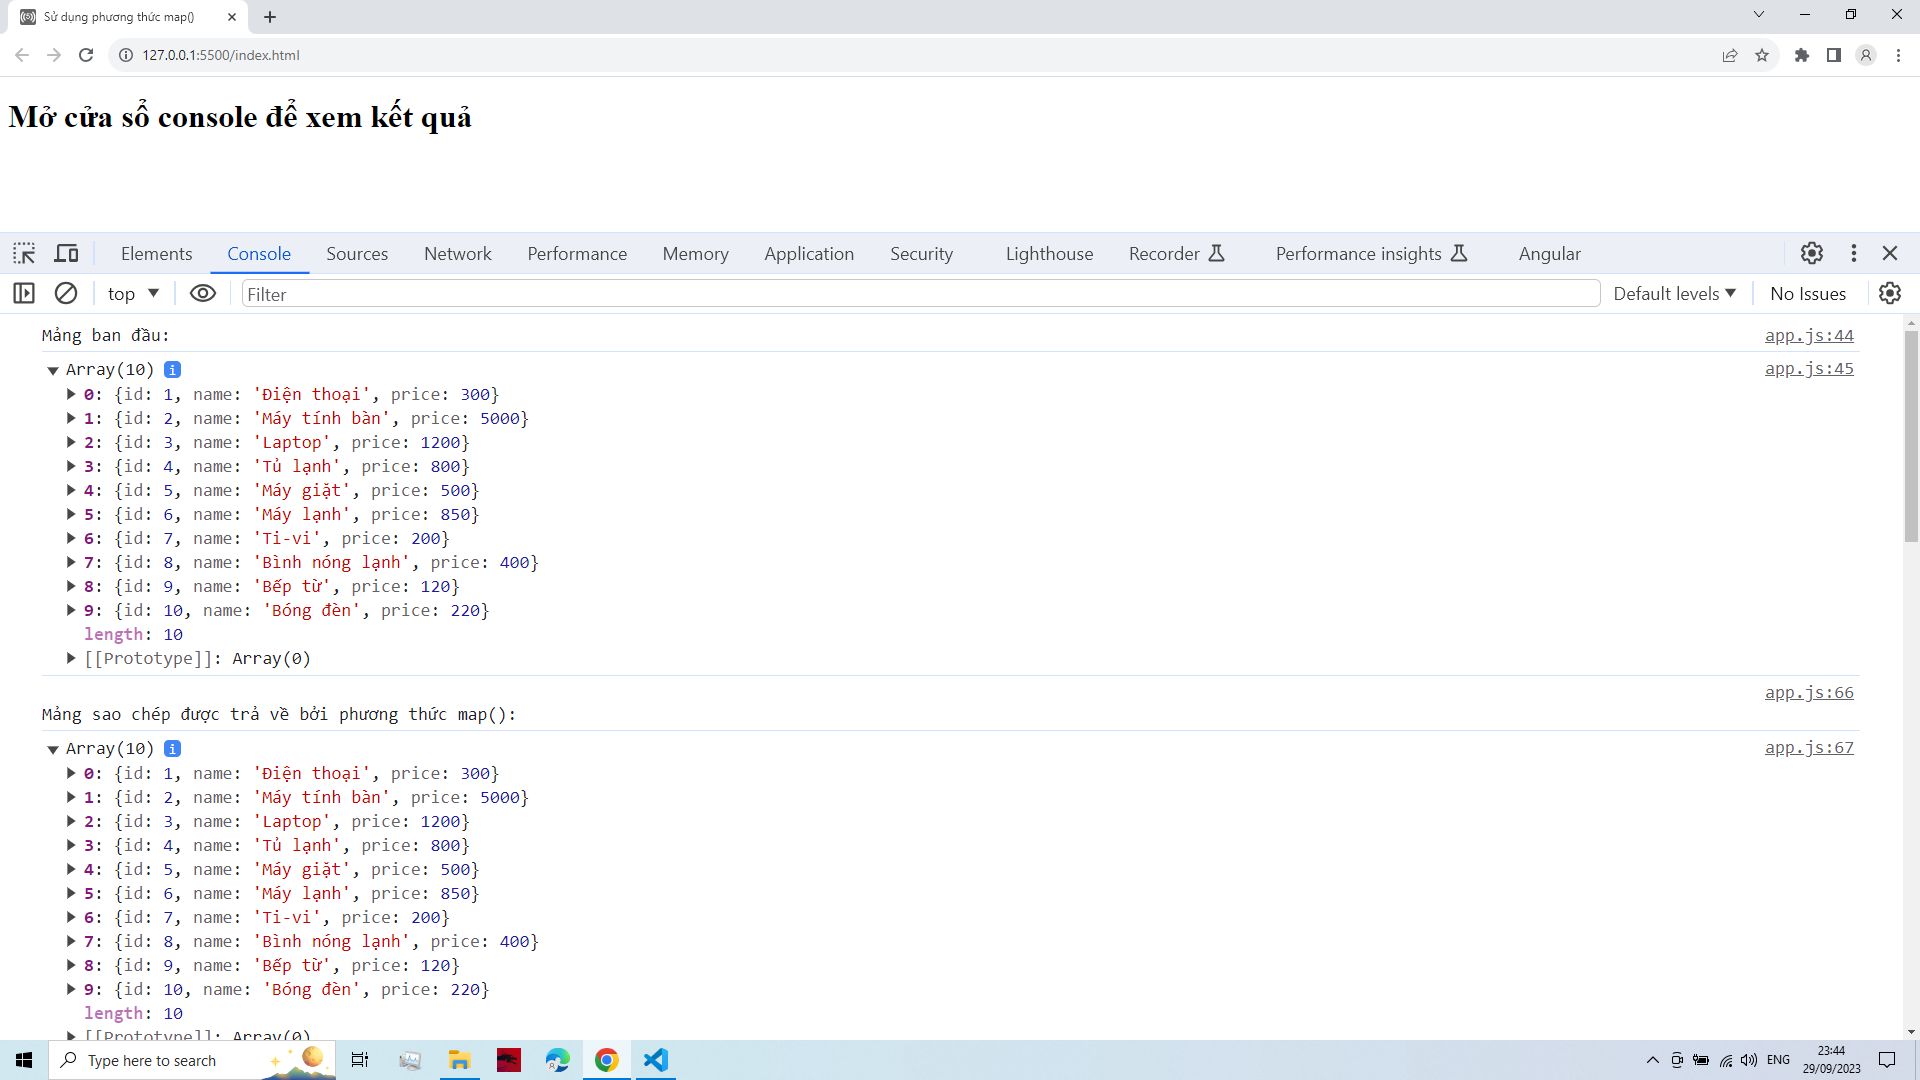 Sử dụng phương thức map()
127.0.0.1:5500/index.html
Mở cửa sổ console để xem kết quả
Elements Console Sources Network Performance Memory Application Security Lighthouse Recorder Performance insights Angular
top Filter Default levels No Issues
Mảng ban đầu: app.js:44
Array(10) i app.js:45
0: {id: 1, name: 'Điện thoại', price: 300}
1: {id: 2, name: 'Máy tính bàn', price: 5000}
2: {id: 3, name: 'Laptop', price: 1200}
3: {id: 4, name: 'Tủ lạnh', price: 800}
4: {id: 5, name: 'Máy giặt', price: 500}
5: {id: 6, name: 'Máy lạnh', price: 850}
6: {id: 7, name: 'Ti-vi', price: 200}
7: {id: 8, name: 'Bình nóng lạnh', price: 400}
8: {id: 9, name: 'Bếp từ', price: 120}
9: {id: 10, name: 'Bóng đèn', price: 220}
length: 10
[[Prototype]]: Array(0)
app.js:66
Mảng sao chép được trả về bởi phương thức map():
Array(10) i app.js:67
0: {id: 1, name: 'Điện thoại', price: 300}
1: {id: 2, name: 'Máy tính bàn', price: 5000}
2: {id: 3, name: 'Laptop', price: 1200}
3: {id: 4, name: 'Tủ lạnh', price: 800}
4: {id: 5, name: 'Máy giặt', price: 500}
5: {id: 6, name: 'Máy lạnh', price: 850}
6: {id: 7, name: 'Ti-vi', price: 200}
7: {id: 8, name: 'Bình nóng lạnh', price: 400}
8: {id: 9, name: 'Bếp từ', price: 120}
9: {id: 10, name: 'Bóng đèn', price: 220}
length: 10
[[Prototype]]: Array(0)
Type here to search
ENG
23:44
29/09/2023